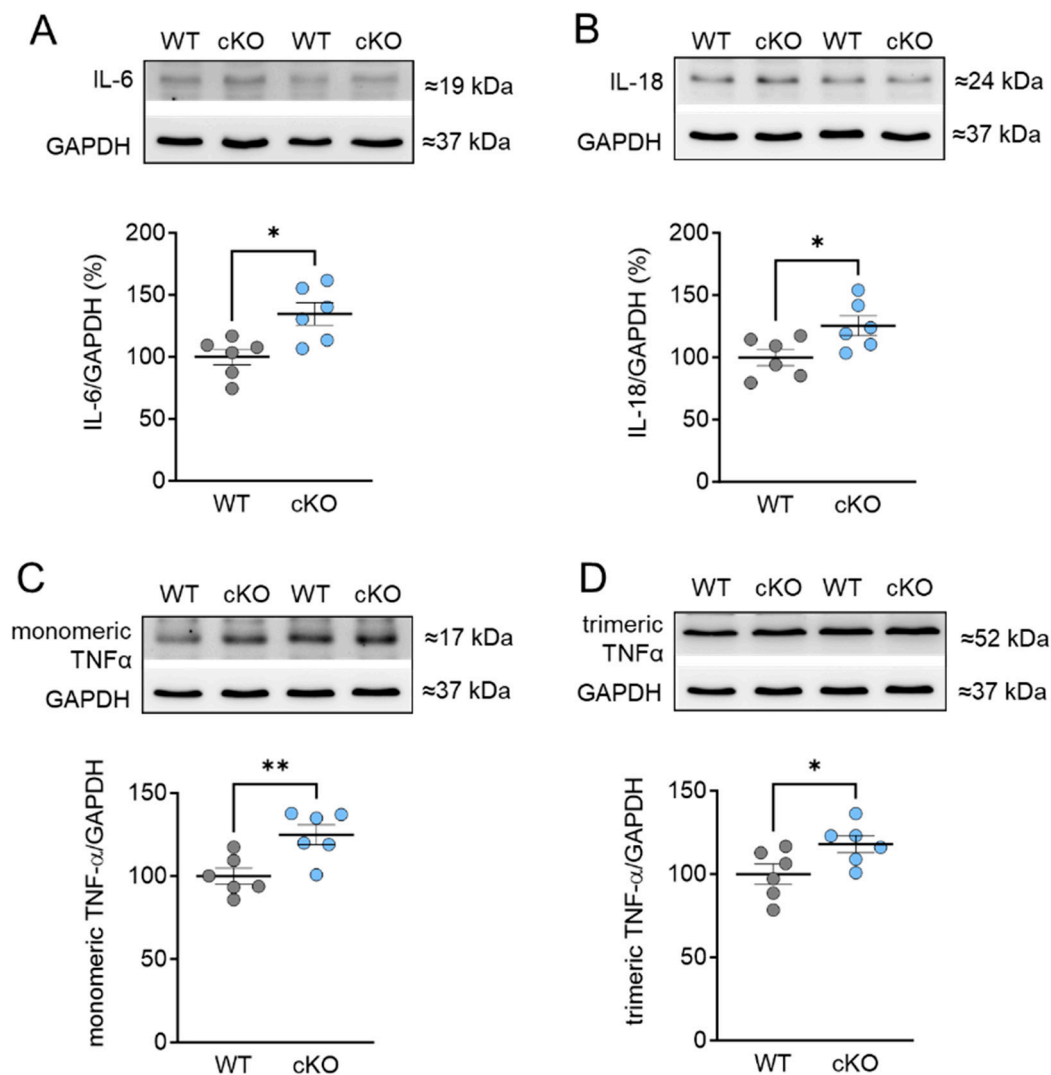 A
WT cKO WT cKO
IL-6
≈19 kDa
GAPDH
≈37 kDa
200
150
100
50
0
IL-6/GAPDH (%)
*
WT cKO
B
WT cKO WT cKO
IL-18
≈24 kDa
GAPDH
≈37 kDa
200
150
100
50
0
IL-18/GAPDH (%)
*
WT cKO
C
WT cKO WT cKO
monomeric
TNFα
≈17 kDa
GAPDH
≈37 kDa
150
100
50
0
monomeric TNF-α/GAPDH
**
WT cKO
D
WT cKO WT cKO
trimeric
TNFα
≈52 kDa
GAPDH
≈37 kDa
150
100
50
0
trimeric TNF-α/GAPDH
*
WT cKO